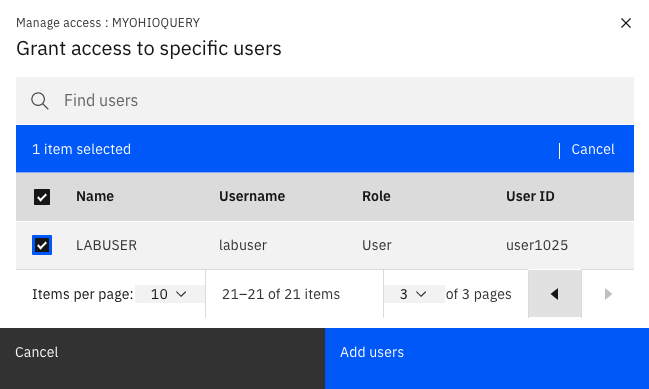 Manage access : MYOHIOQUERY
Grant access to specific users
Find users
1 item selected | Cancel
Name Username Role User ID
LABUSER labuser User user1025
Items per page: 10 21–21 of 21 items 3 of 3 pages
Cancel Add users